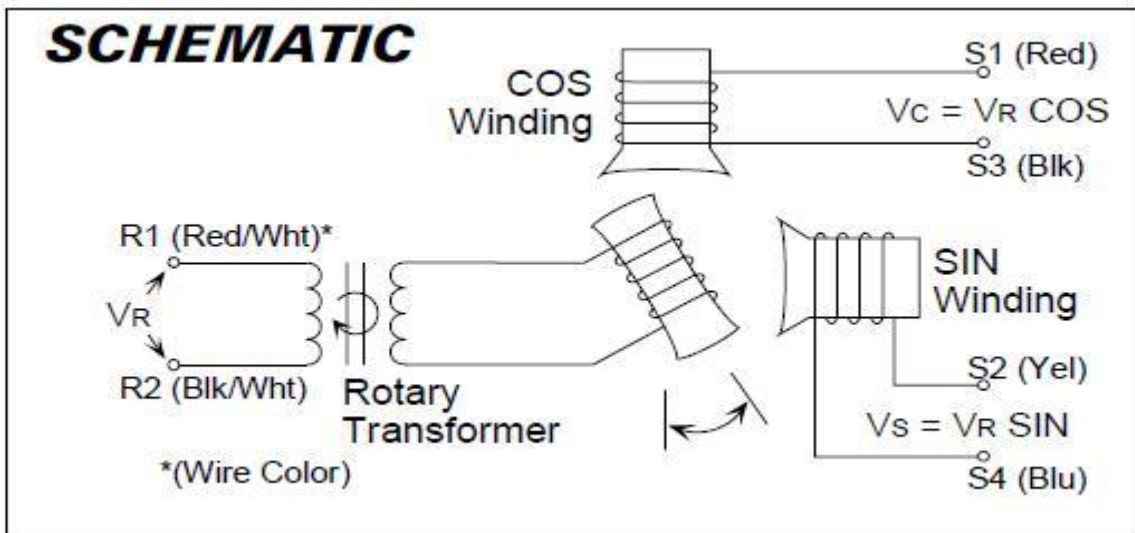 SCHEMATIC
COS
Winding
S1 (Red)
VC = VR COS
S3 (Blk)
R1 (Red/Wht)*
VR
R2 (Blk/Wht)
Rotary
Transformer
*(Wire Color)
SIN
Winding
S2 (Yel)
VS = VR SIN
S4 (Blu)